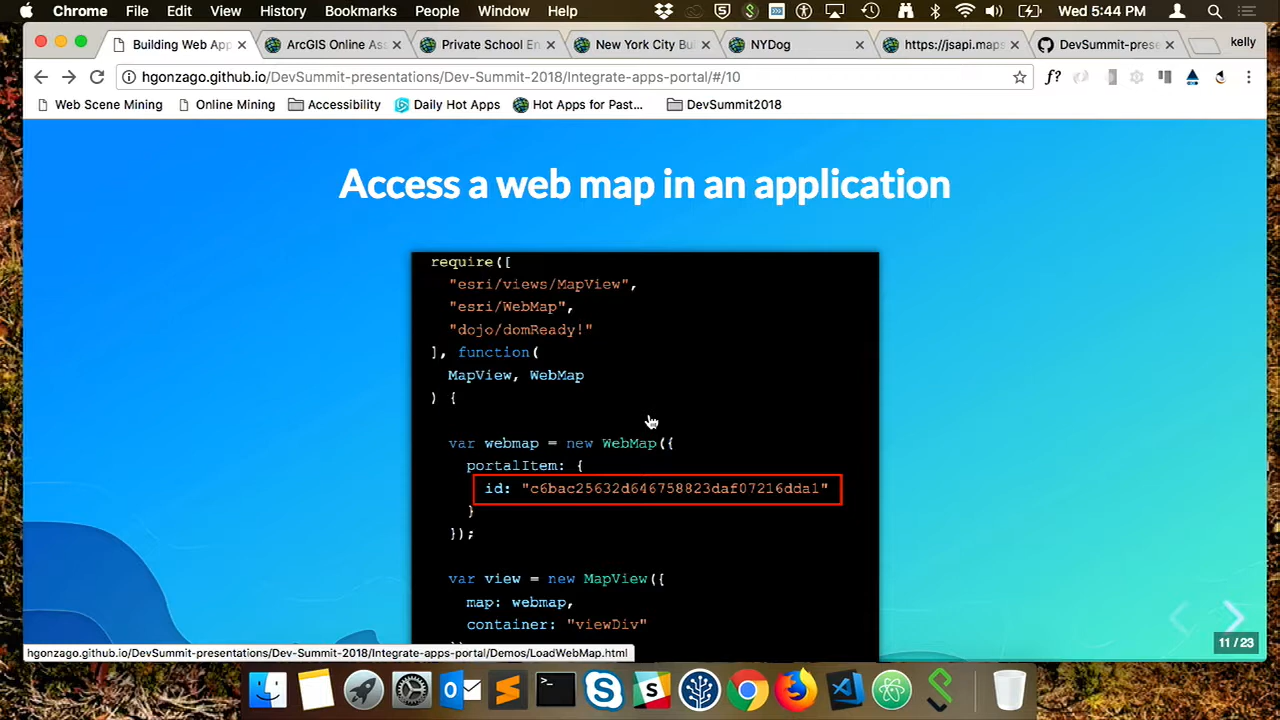 Chrome File Edit View History Bookmarks People Window Help Wed 5:44 PM
Building Web App ArcGIS Online Ass Private School En New York City Bui NYDog https://jsapi.maps DevSummit-prese kelly
hgonzago.github.io/DevSummit-presentations/Dev-Summit-2018/Integrate-apps-portal/#/10 f?
Web Scene Mining Online Mining Accessibility Daily Hot Apps Hot Apps for Past... DevSummit2018
Access a web map in an application
require([
"esri/views/MapView",
"esri/WebMap",
"dojo/domReady!"
], function(
MapView, WebMap
) {
var webmap = new WebMap({
portalItem: {
id: "c6bac25632d646758823daf07216dda1"
}
});
var view = new MapView({
map: webmap,
container: "viewDiv"
11 / 23
hgonzago.github.io/DevSummit-presentations/Dev-Summit-2018/Integrate-apps-portal/Demos/LoadWebMap.html